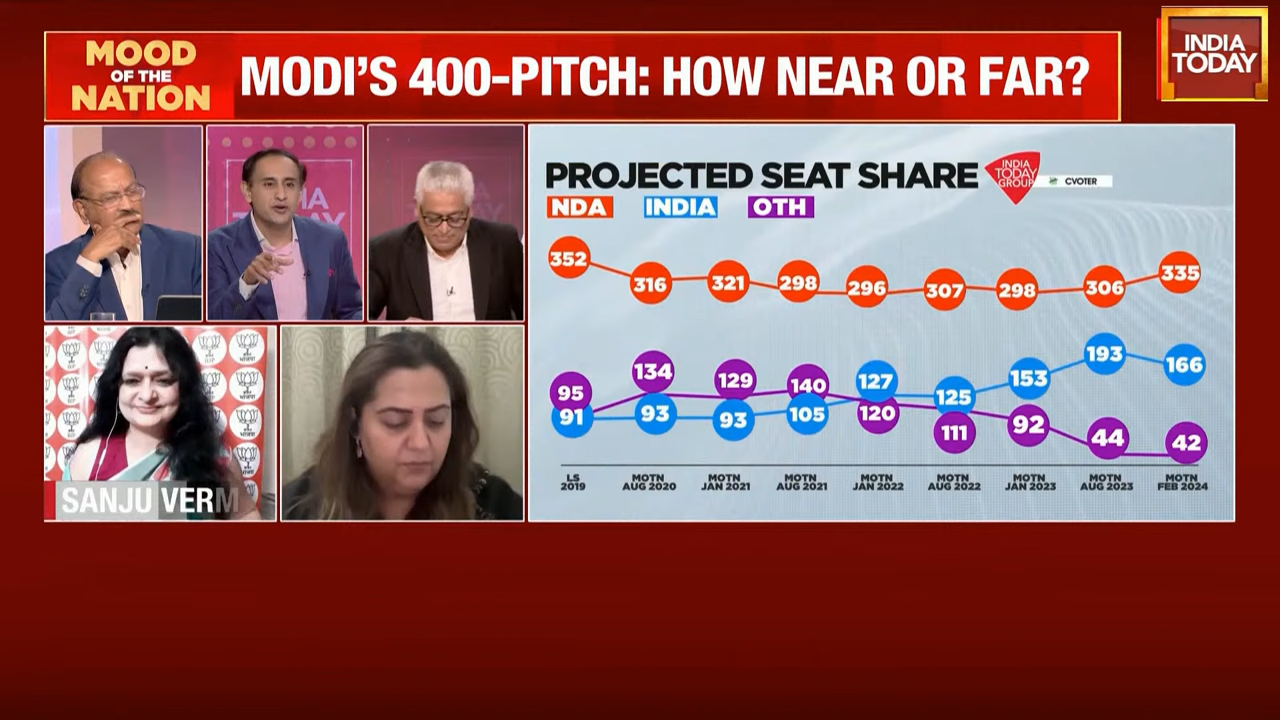 MOOD
OF THE
NATION
MODI'S 400-PITCH: HOW NEAR OR FAR?
INDIA
TODAY
PROJECTED SEAT SHARE
INDIA
TODAY
GROUP
CVOTER
NDA INDIA OTH
352 316 321 298 296 307 298 306 335
95 134 129 140 127 125 153 193 166
91 93 93 105 120 111 92 44 42
LS
2019
MOTN
AUG 2020
MOTN
JAN 2021
MOTN
AUG 2021
MOTN
JAN 2022
MOTN
AUG 2022
MOTN
JAN 2023
MOTN
AUG 2023
MOTN
FEB 2024
SANJU VERM